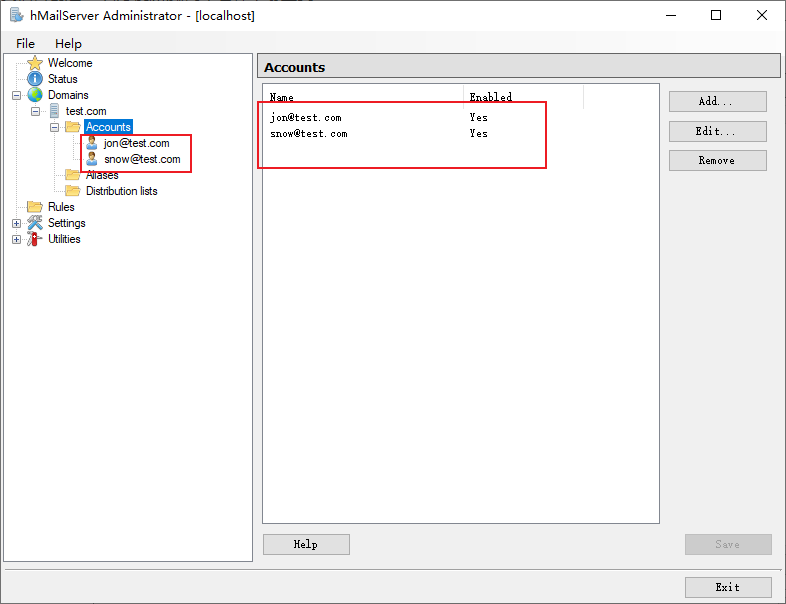 hMailServer Administrator - [localhost]
File Help
Welcome
Status
Domains
test.com
Accounts
jon@test.com
snow@test.com
Aliases
Distribution lists
Rules
Settings
Utilities
Accounts
Name Enabled
jon@test.com Yes
snow@test.com Yes
Add...
Edit...
Remove
Help
Save
Exit